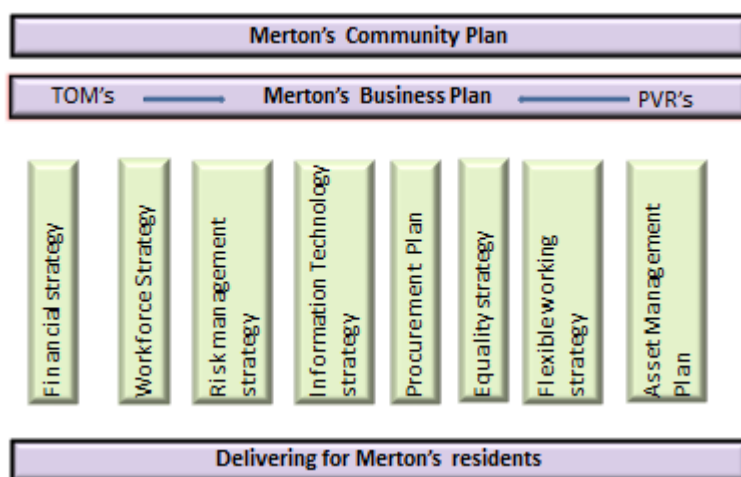 Merton's Community Plan
TOM's Merton's Business Plan PVR's
Financial strategy
Workforce Strategy
Risk management
strategy
Information Technology
strategy
Procurement Plan
Equality strategy
Flexible working
strategy
Asset Management
Plan
Delivering for Merton's residents